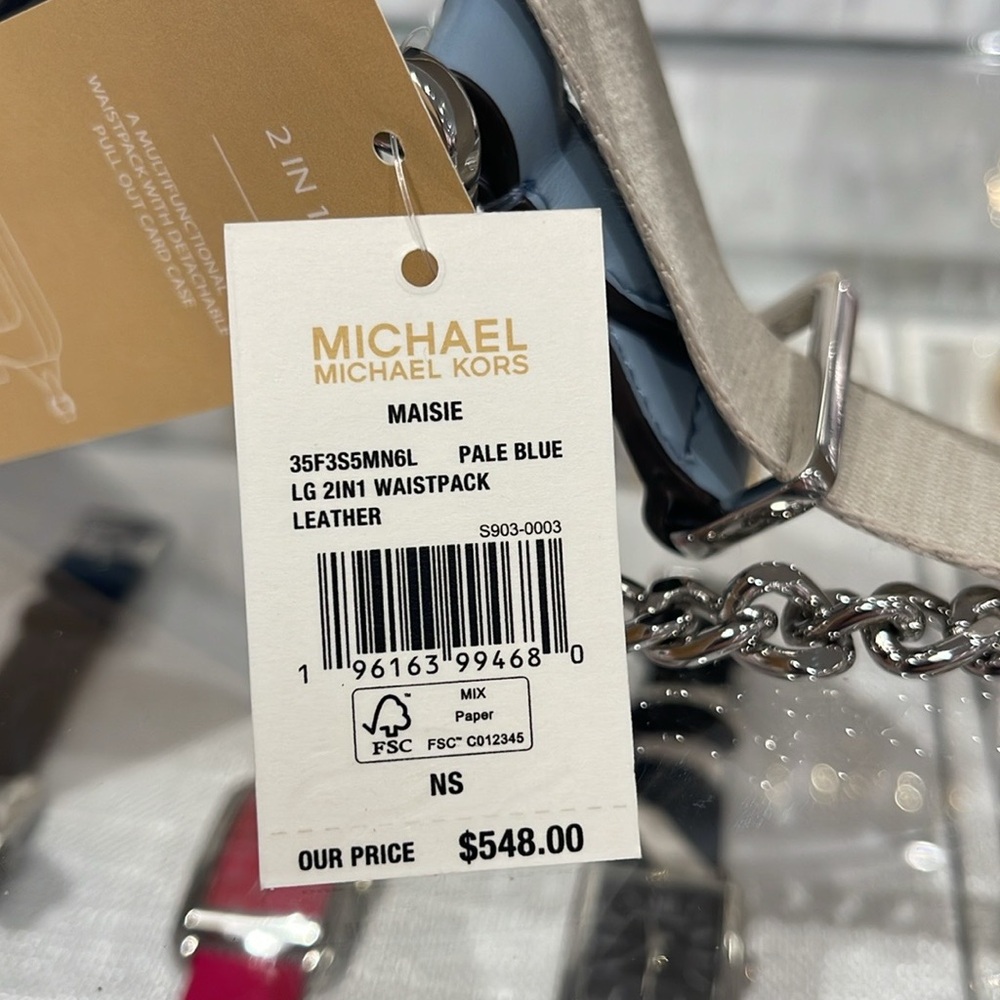 2 IN 1
A MULTIFUNCTIONAL
WAISTPACK WITH DETACHABLE
PULL OUT CARD CASE
MICHAEL
MICHAEL KORS
MAISIE
35F3S5MN6L PALE BLUE
LG 2IN1 WAISTPACK
LEATHER
S903-0003
1 96163 99468 0
MIX
Paper
FSC FSC™ C012345
NS
OUR PRICE $548.00